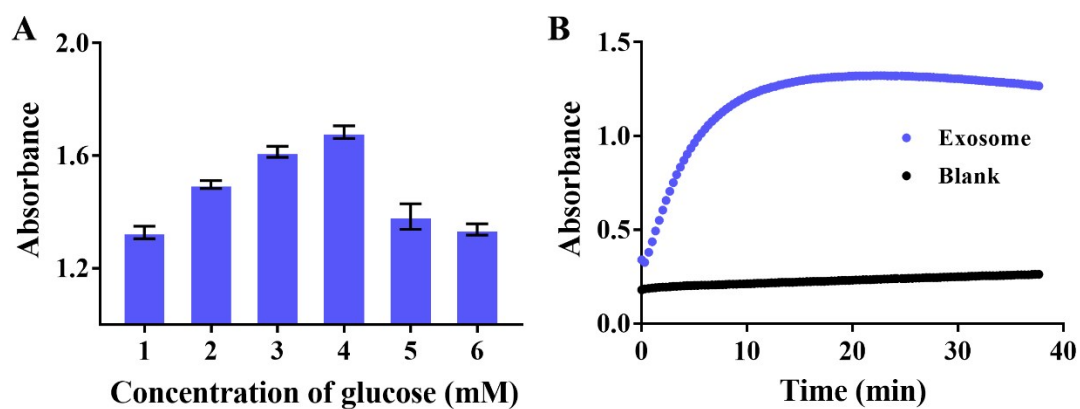 A
Absorbance
2.0
1.6
1.2
1 2 3 4 5 6
Concentration of glucose (mM)
B
Absorbance
1.5
1.0
0.5
0.0
0 10 20 30 40
Time (min)
Exosome
Blank